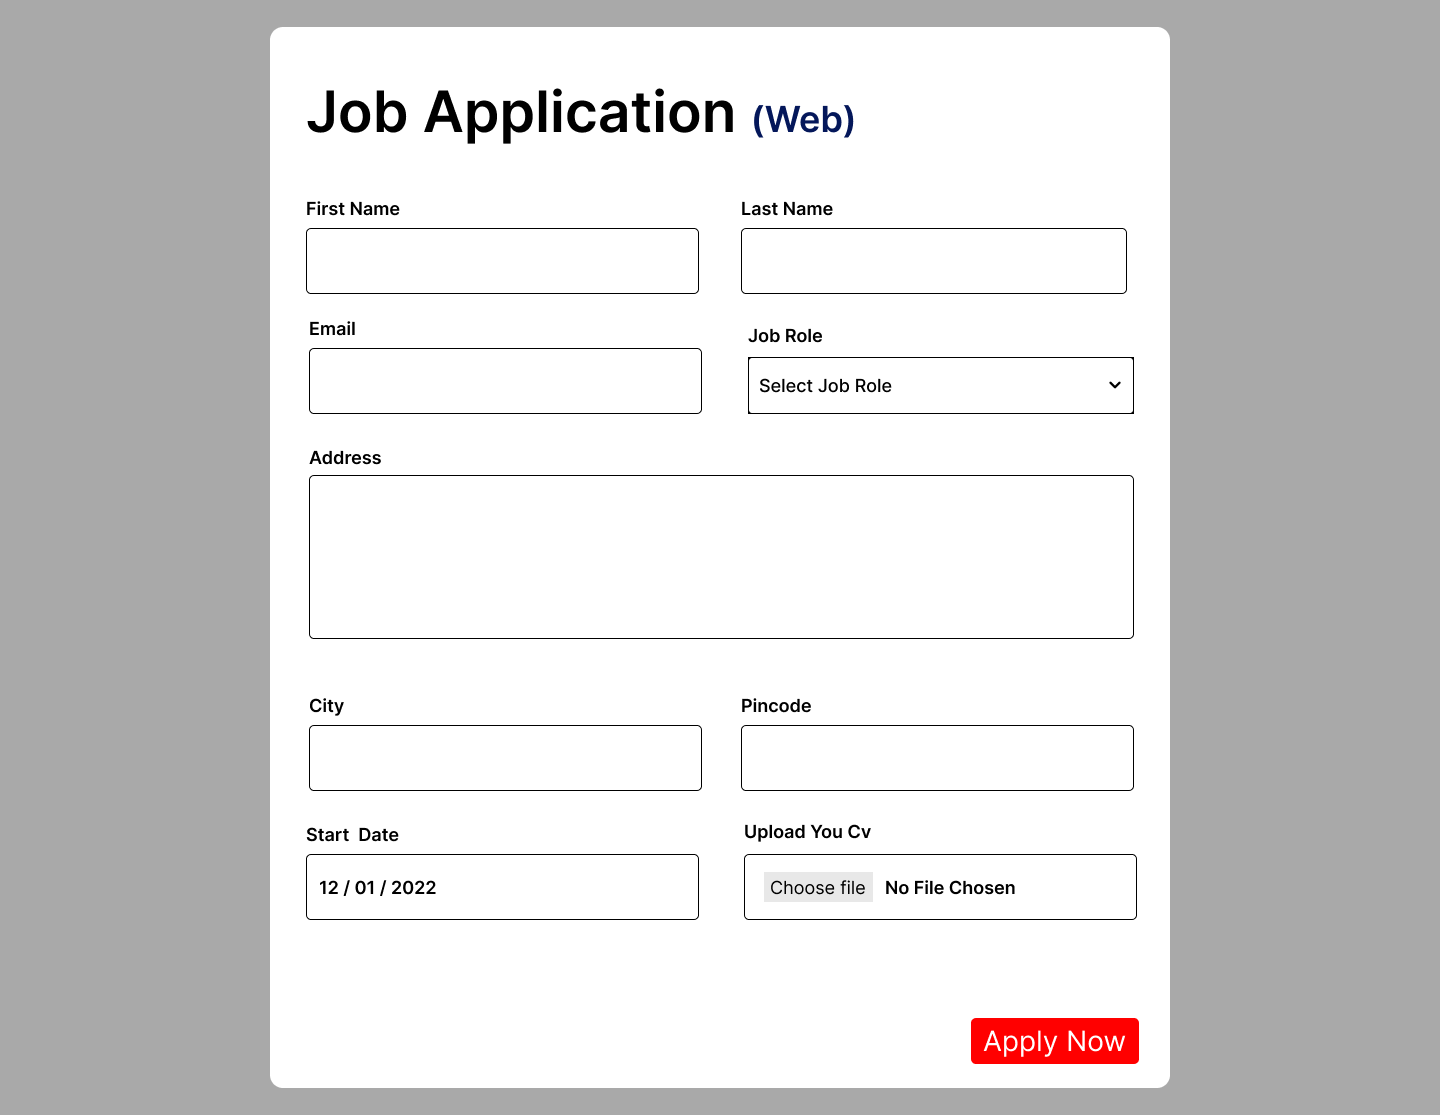 Job Application (Web)
First Name
Last Name
Email
Job Role
Select Job Role
Address
City
Pincode
Start  Date
Upload You Cv
12 / 01 / 2022
Choose file No File Chosen
Apply Now